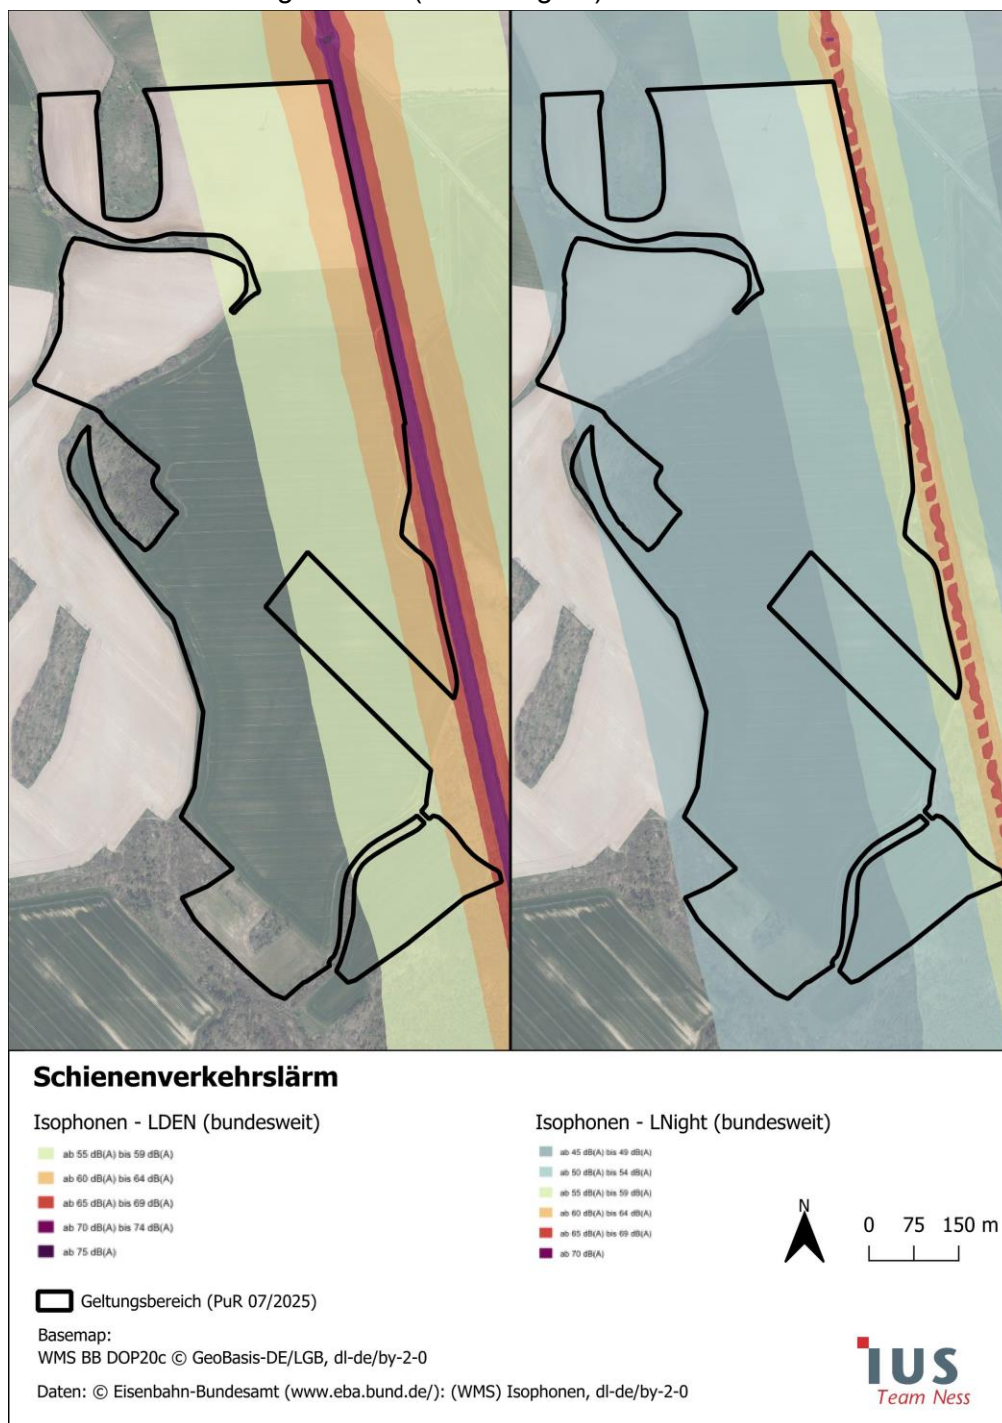 Schienenverkehrslärm
Isophonen - LDEN (bundesweit)
ab 55 dB(A) bis 59 dB(A)
ab 60 dB(A) bis 64 dB(A)
ab 65 dB(A) bis 69 dB(A)
ab 70 dB(A) bis 74 dB(A)
ab 75 dB(A)
Isophonen - LNight (bundesweit)
ab 45 dB(A) bis 49 dB(A)
ab 50 dB(A) bis 54 dB(A)
ab 55 dB(A) bis 59 dB(A)
ab 60 dB(A) bis 64 dB(A)
ab 65 dB(A) bis 69 dB(A)
ab 70 dB(A)
N
0 75 150 m
Geltungsbereich (PuR 07/2025)
Basemap:
WMS BB DOP20c © GeoBasis-DE/LGB, dl-de/by-2-0
Daten: © Eisenbahn-Bundesamt (www.eba.bund.de/): (WMS) Isophonen, dl-de/by-2-0
IUS
Team Ness